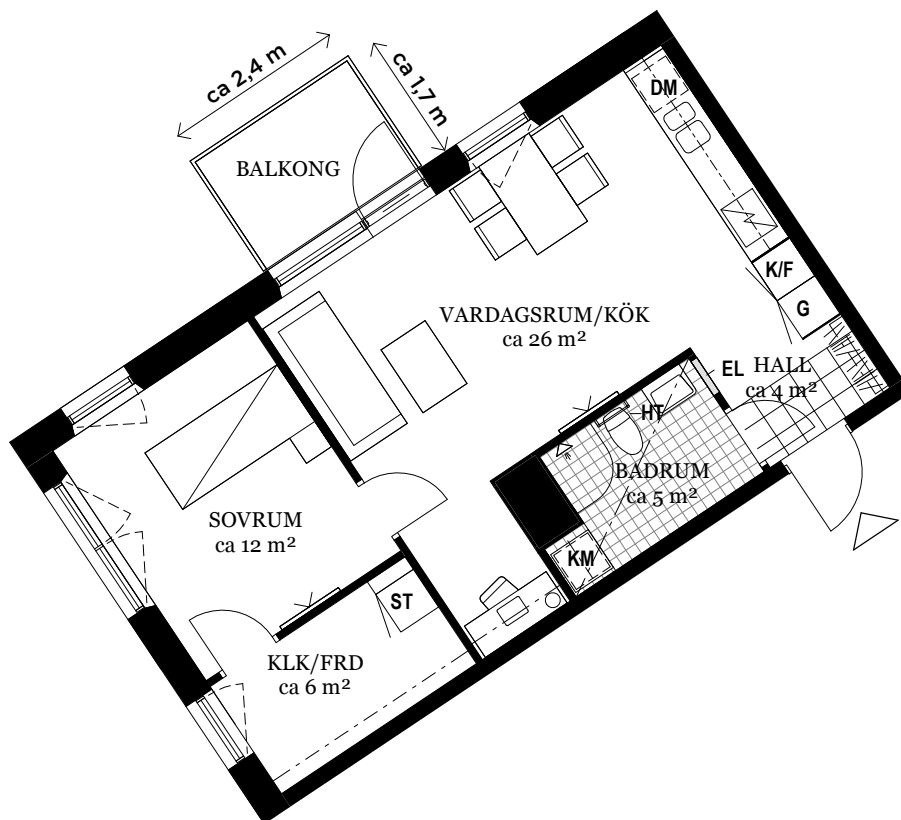 ca 2,4 m
ca 1,7 m
BALKONG
DM
K/F
G
VARDAGSRUM/KÖK
ca 26 m²
EL
HALL
ca 4 m²
HT
BADRUM
ca 5 m²
SOVRUM
ca 12 m²
KM
ST
KLK/FRD
ca 6 m²